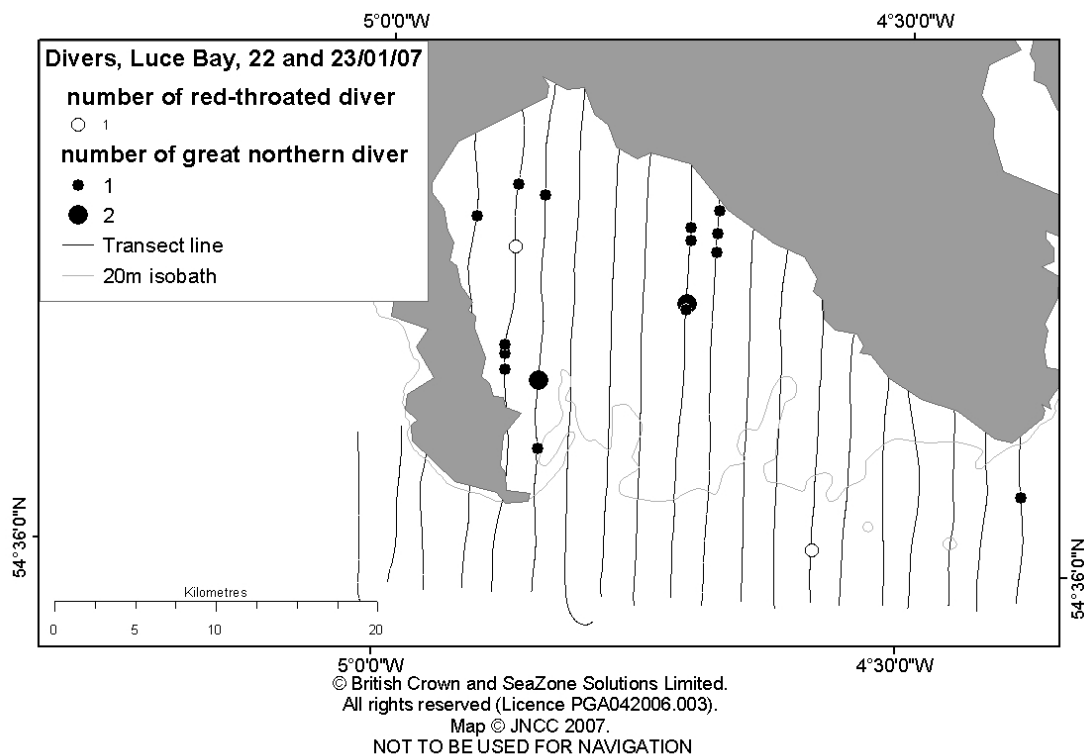 5°0'0"W
4°30'0"W
Divers, Luce Bay, 22 and 23/01/07
number of red-throated diver
1
number of great northern diver
1
2
Transect line
20m isobath
54°36'0"N
54°36'0"N
Kilometres
0 5 10 20
5°0'0"W
4°30'0"W
© British Crown and SeaZone Solutions Limited.
All rights reserved (Licence PGA042006.003).
Map © JNCC 2007.
NOT TO BE USED FOR NAVIGATION